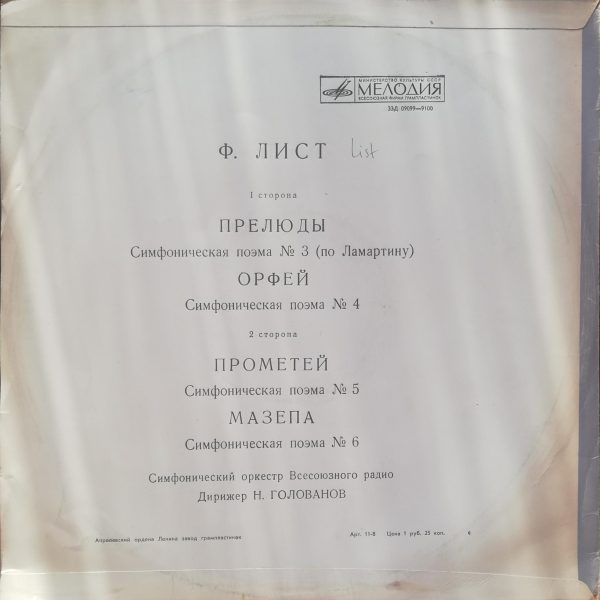 МИНИСТЕРСТВО КУЛЬТУРЫ СССР
МЕЛОДИЯ
ВСЕСОЮЗНАЯ ФИРМА ГРАМПЛАСТИНОК
33Д 09099—9100
Ф. ЛИСТ List
1 сторона
ПРЕЛЮДЫ
Симфоническая поэма № 3 (по Ламартину)
ОРФЕЙ
Симфоническая поэма № 4
2 сторона
ПРОМЕТЕЙ
Симфоническая поэма № 5
МАЗЕПА
Симфоническая поэма № 6
Симфонический оркестр Всесоюзного радио
Дирижер Н. ГОЛОВАНОВ
Апрелевский ордена Ленина завод грампластинок Арт. 11-8 Цена 1 руб. 25 коп. 6